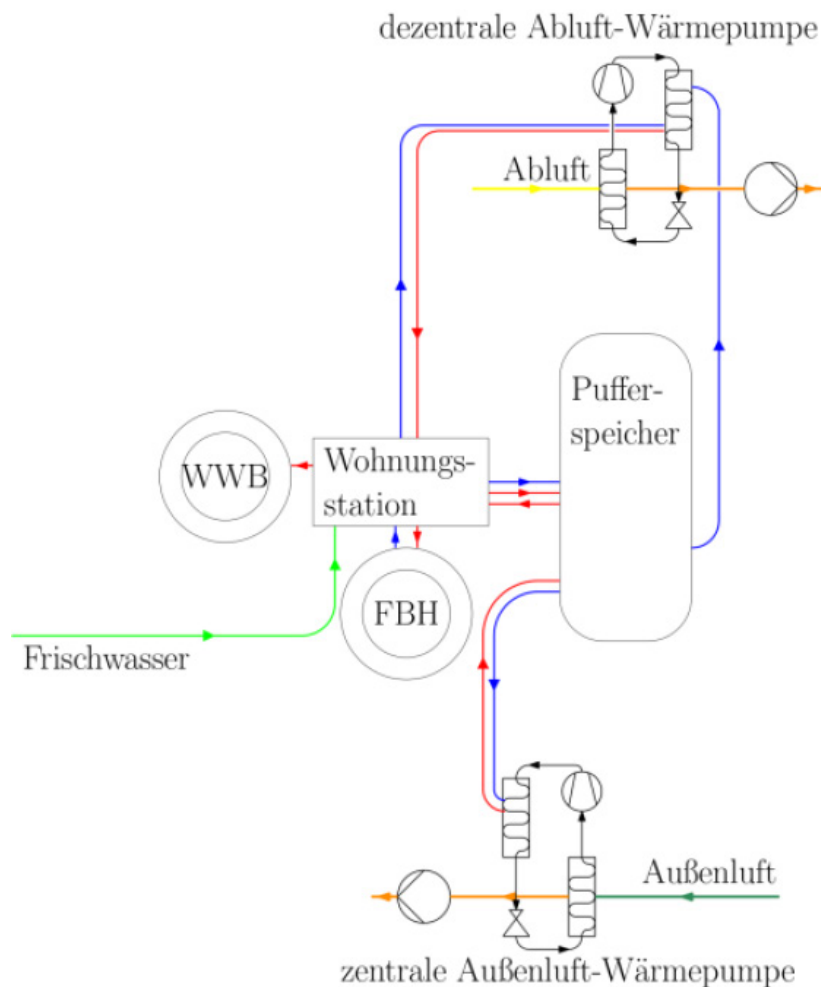 dezentrale Abluft-Wärmepumpe
Abluft
Puffer-
speicher
Wohnungs-
station
WWB
FBH
Frischwasser
Außenluft
zentrale Außenluft-Wärmepumpe